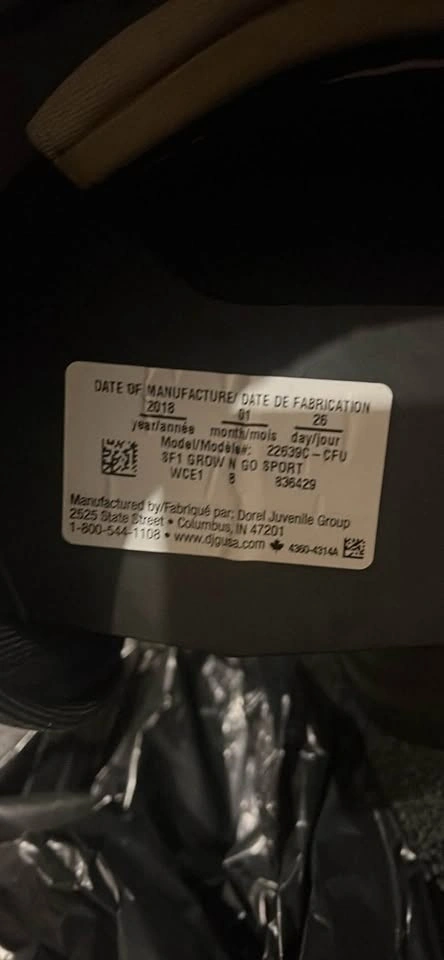 DATE OF MANUFACTURE/ DATE DE FABRICATION
2018 01 26
year/année month/mois day/jour
Model/Modèle#: 22639C-CFU
SF1 GROW N GO SPORT
WCE1 8 836429
Manufactured by/Fabriqué par: Dorel Juvenile Group
2525 State Street • Columbus, IN 47201
1-800-544-1108 • www.djgusa.com 4360-4314A